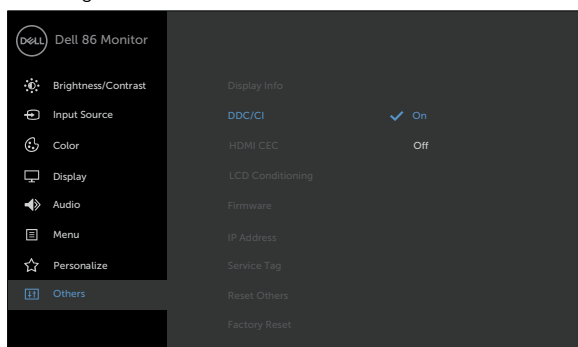 DELL Dell 86 Monitor
Brightness/Contrast
Input Source
Color
Display
Audio
Menu
Personalize
Others
Display Info
DDC/CI ✓ On
HDMI CEC Off
LCD Conditioning
Firmware
IP Address
Service Tag
Reset Others
Factory Reset